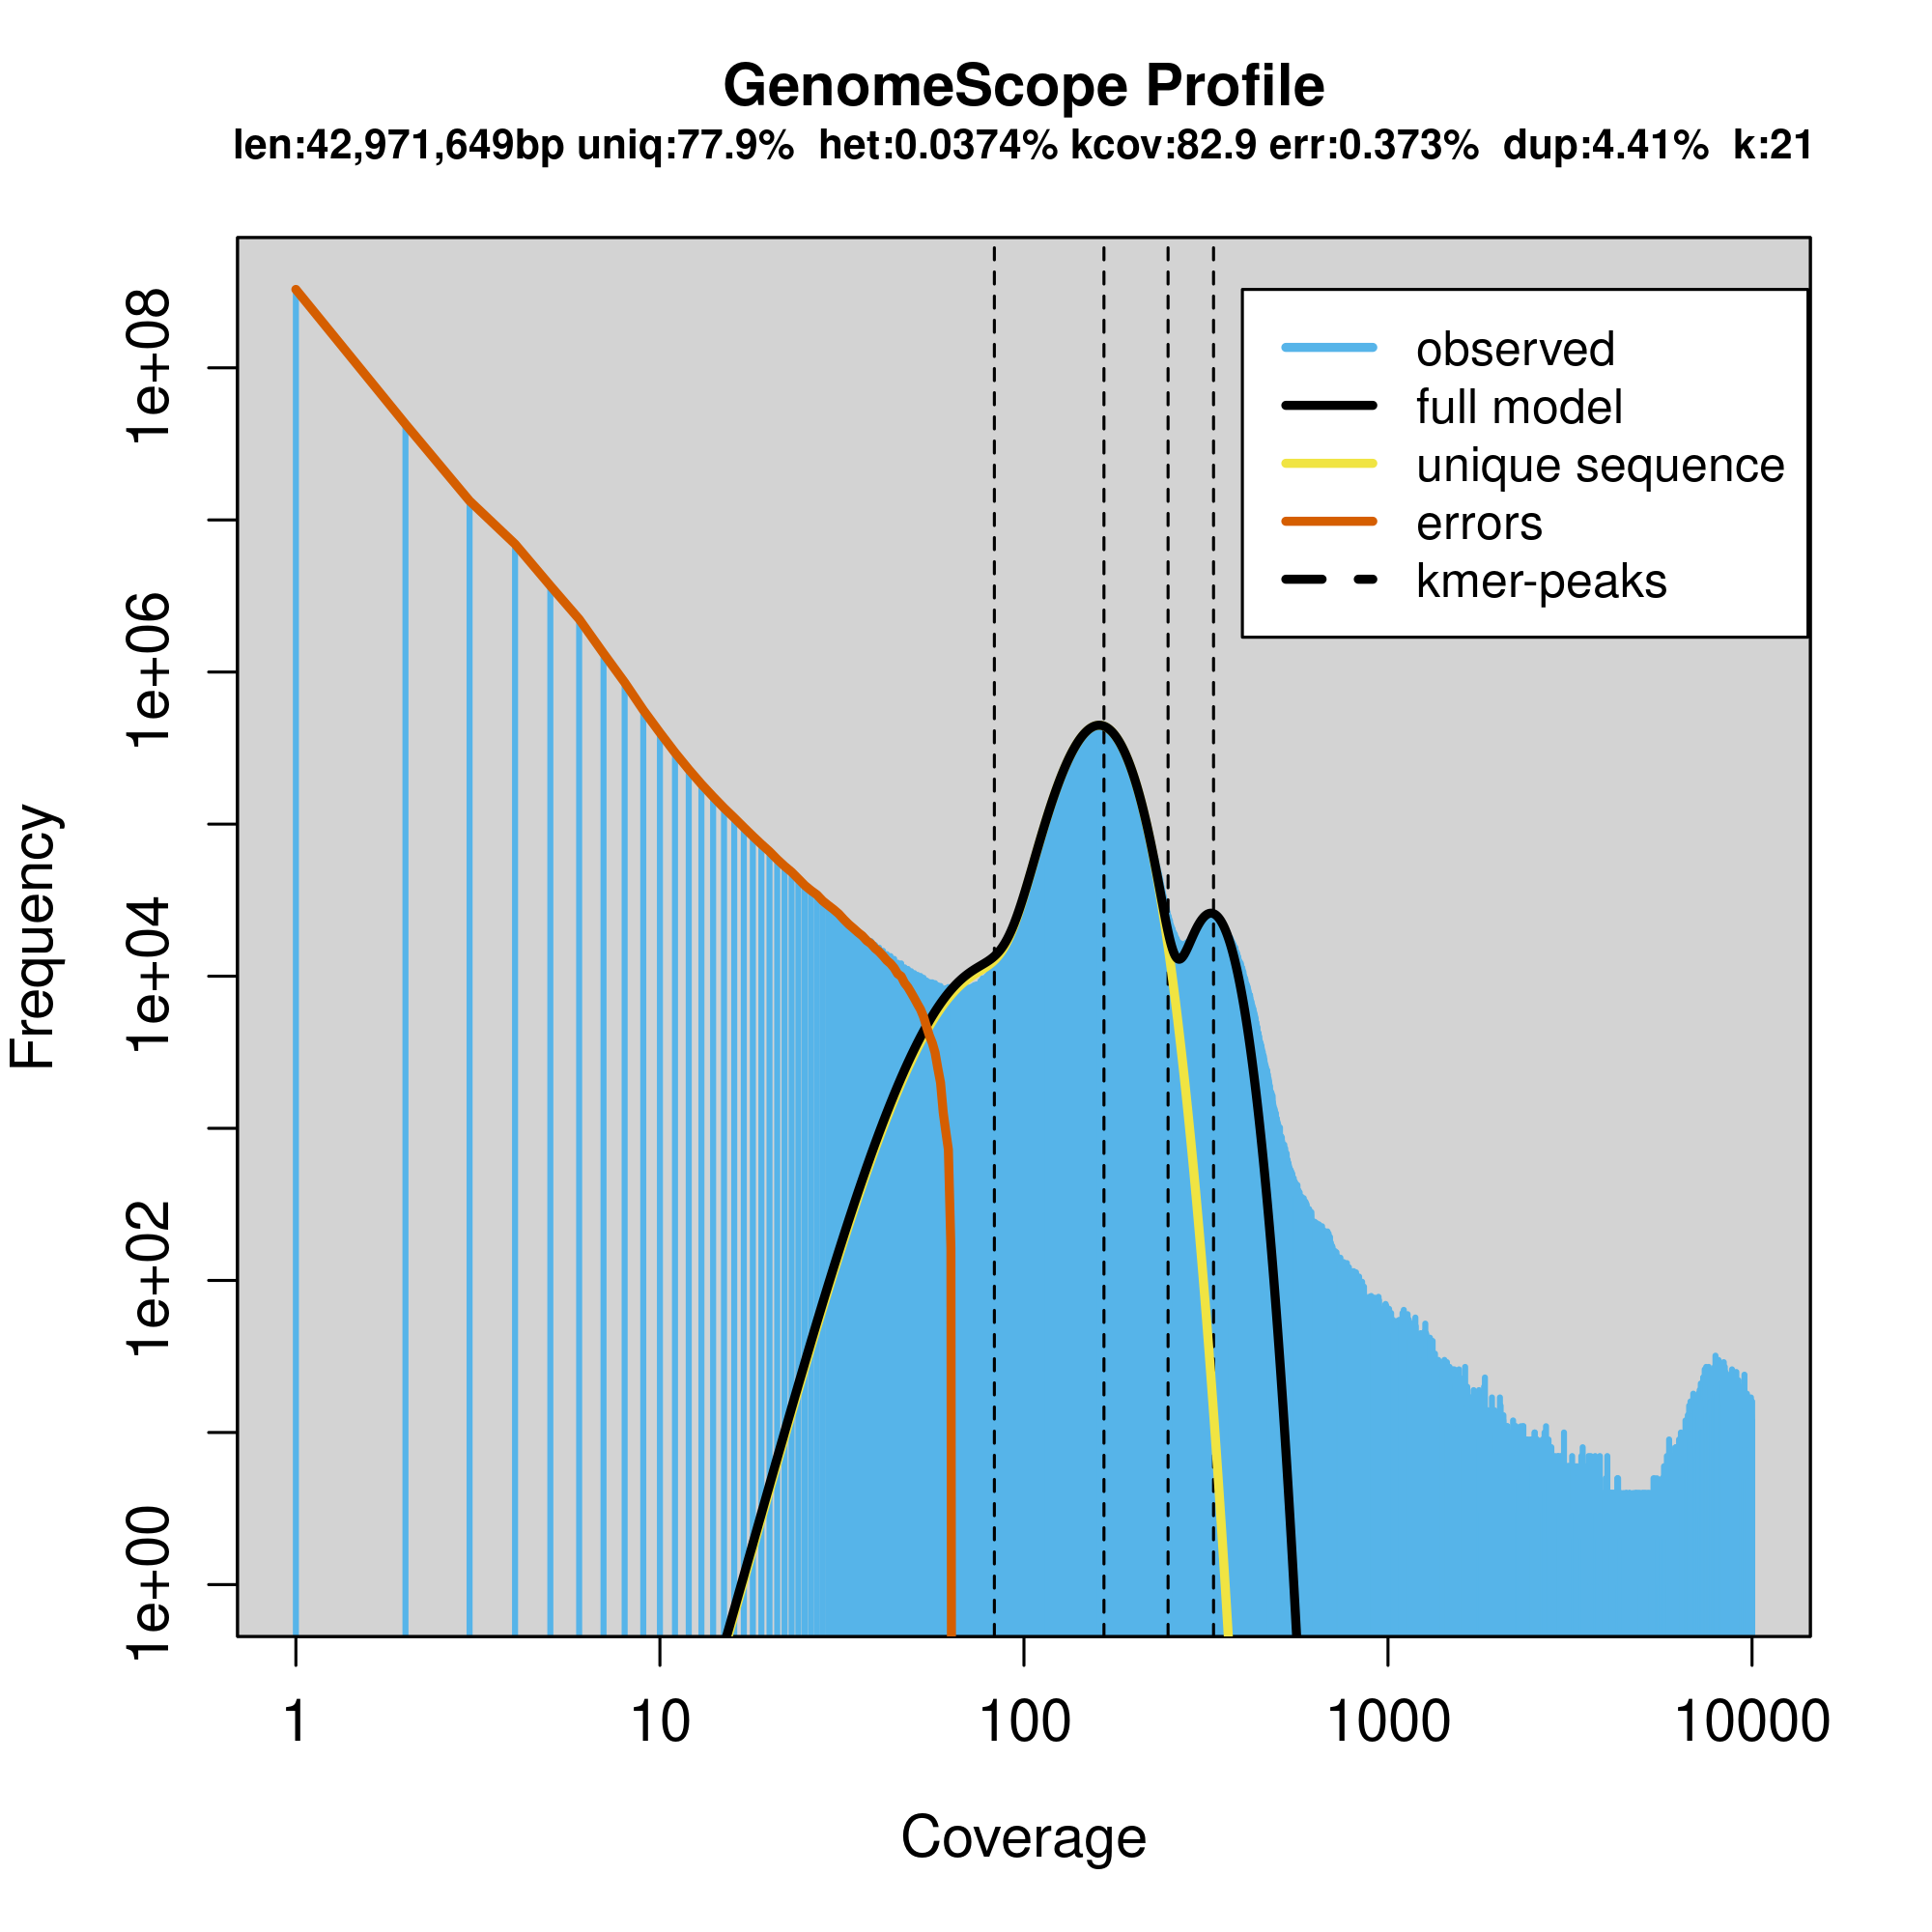 GenomeScope Profile
len:42,971,649bp uniq:77.9% het:0.0374% kcov:82.9 err:0.373% dup:4.41% k:21
observed
full model
unique sequence
errors
kmer-peaks
Frequency
1e+08
1e+06
1e+04
1e+02
1e+00
1 10 100 1000 10000
Coverage